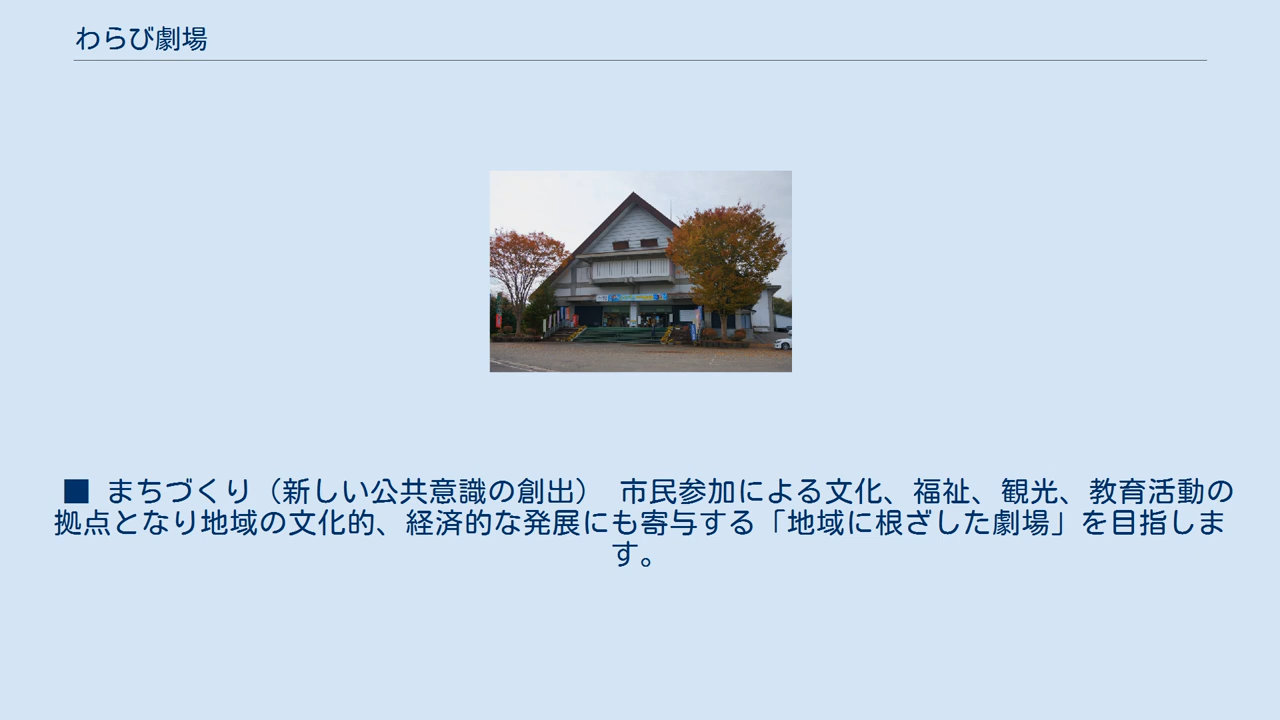 わらび劇場
■ まちづくり（新しい公共意識の創出） 市民参加による文化、福祉、観光、教育活動の
拠点となり地域の文化的、経済的な発展にも寄与する「地域に根ざした劇場」を目指しま
す。